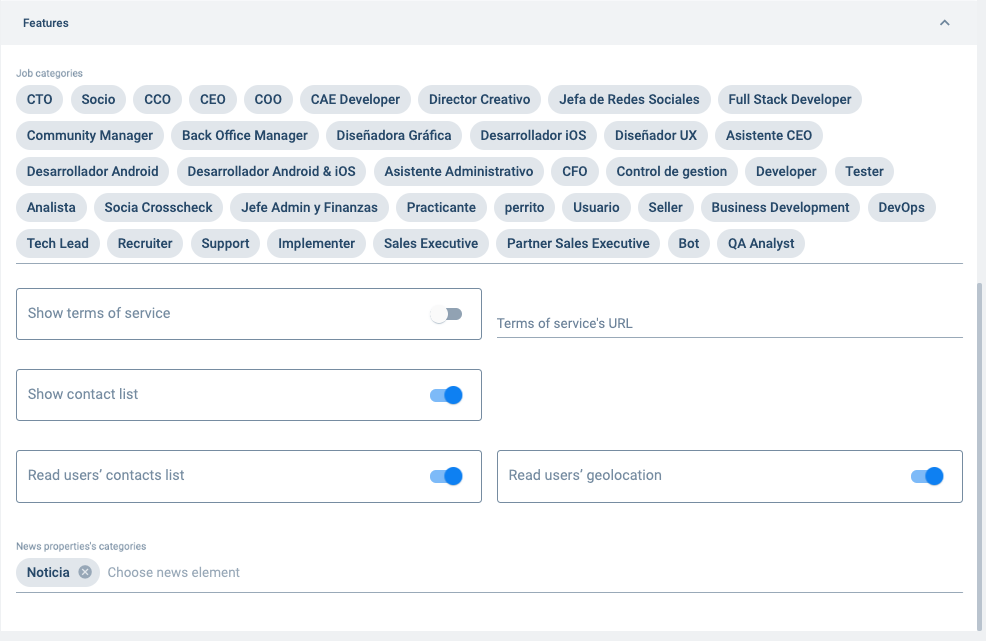 Features
Job categories
CTO Socio CCO CEO COO CAE Developer Director Creativo Jefa de Redes Sociales Full Stack Developer
Community Manager Back Office Manager Diseñadora Gráfica Desarrollador iOS Diseñador UX Asistente CEO
Desarrollador Android Desarrollador Android & iOS Asistente Administrativo CFO Control de gestion Developer Tester
Analista Socia Crosscheck Jefe Admin y Finanzas Practicante perrito Usuario Seller Business Development DevOps
Tech Lead Recruiter Support Implementer Sales Executive Partner Sales Executive Bot QA Analyst
Show terms of service
Terms of service's URL
Show contact list
Read users’ contacts list Read users’ geolocation
News properties's categories
Noticia Choose news element